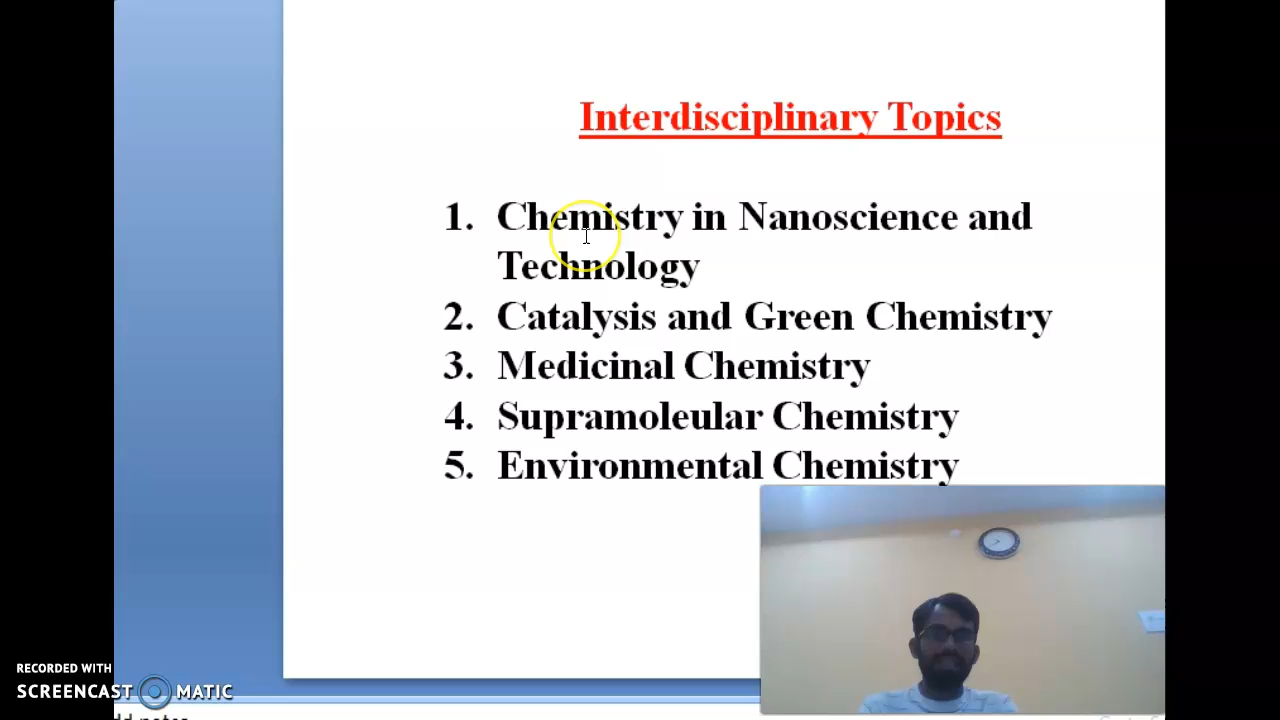 Interdisciplinary Topics
1. Chemistry in Nanoscience and
Technology
2. Catalysis and Green Chemistry
3. Medicinal Chemistry
4. Supramoleular Chemistry
5. Environmental Chemistry
RECORDED WITH
SCREENCAST MATIC